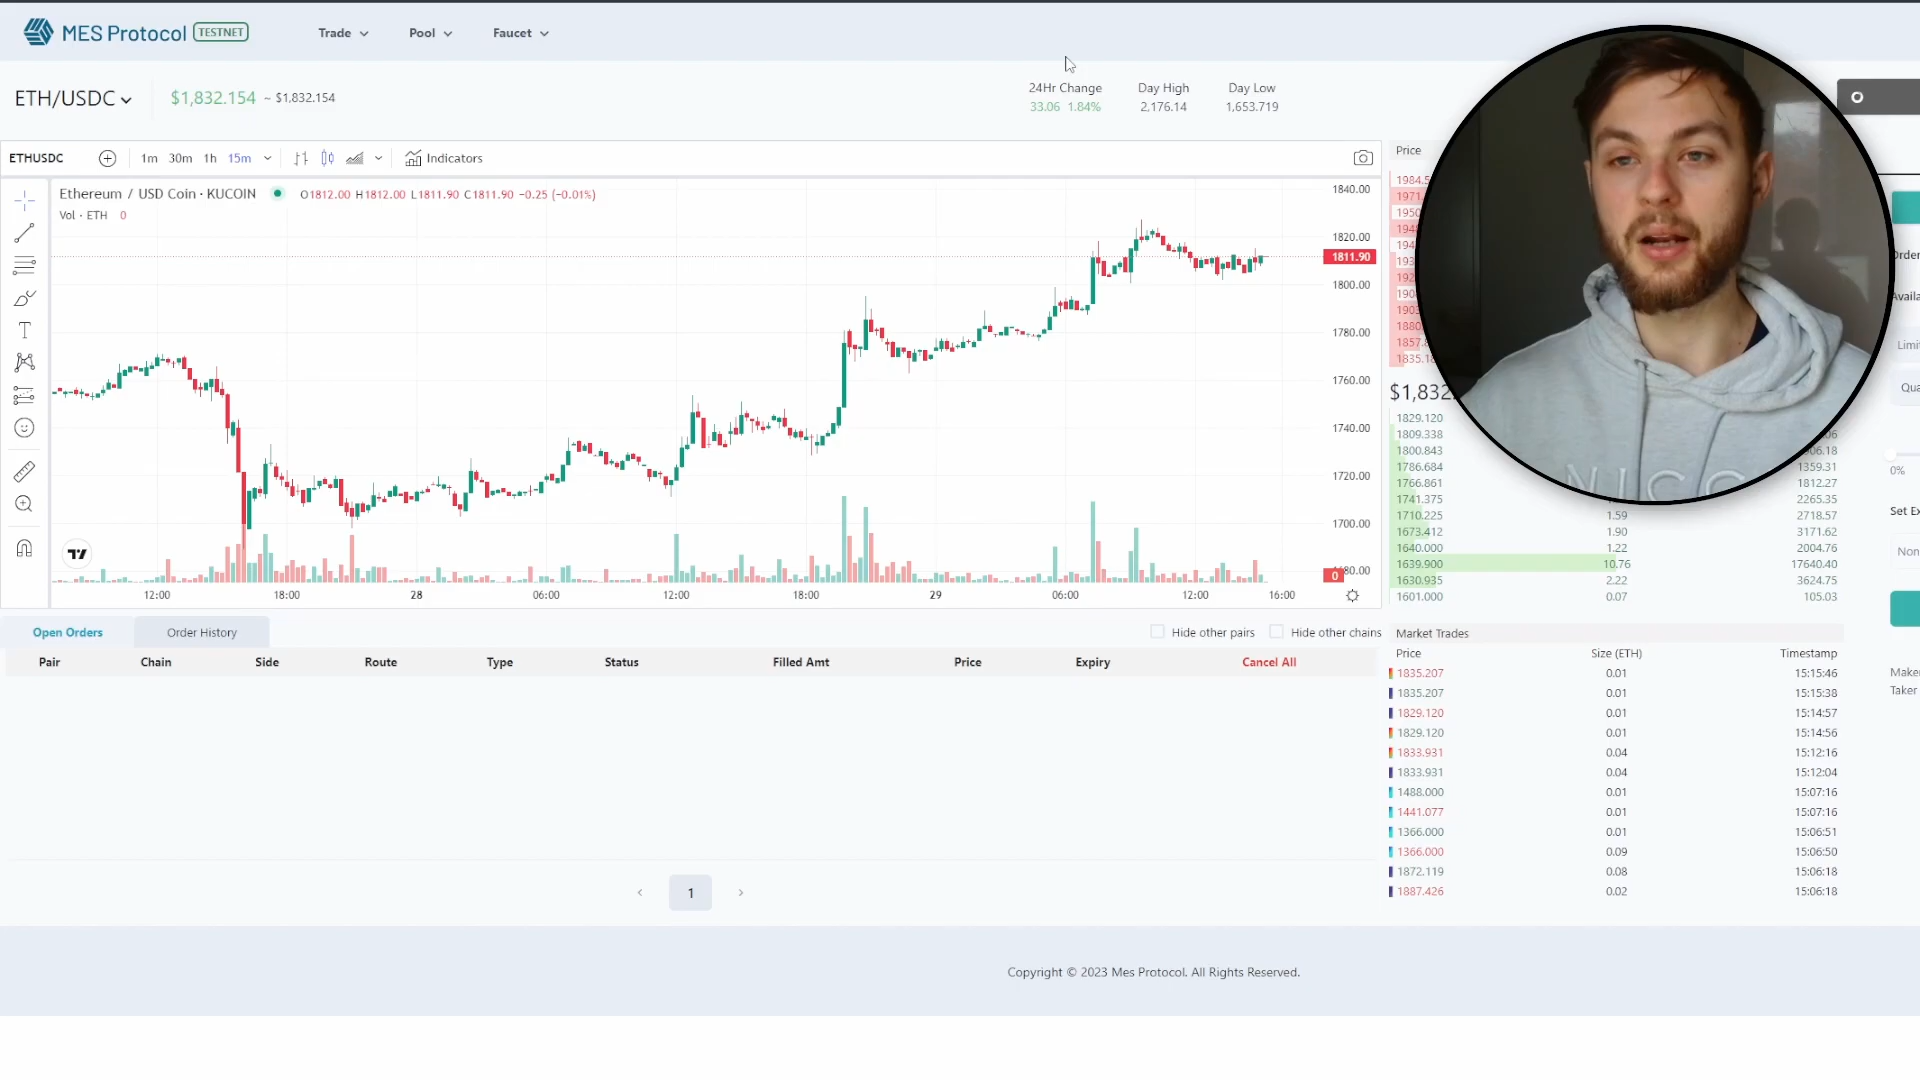 MES Protocol TESTNET Trade Pool Faucet
ETH/USDC $1,832.154 ~ $1,832.154
24Hr Change Day High Day Low
33.06 1.84% 2,176.14 1,653.719
ETHUSDC 1m 30m 1h 15m Indicators
Ethereum / USD Coin · KUCOIN O1812.00 H1812.00 L1811.90 C1811.90 −0.25 (−0.01%)
Vol · ETH 0
1840.00
1820.00
1811.90
1800.00
1780.00
1760.00
1740.00
1720.00
1700.00
0
12:00 18:00 28 06:00 12:00 18:00 29 06:00 12:00 16:00
Price
$1,832
1829.120
1809.338
1800.843
1786.684 1359.31
1766.861 1812.27
1741.375 2265.35
1710.225 1.59 2718.57
1673.412 1.90 3171.62
1640.000 1.22 2004.76
1639.900 10.76 17640.40
1630.935 2.22 3624.75
1601.000 0.07 105.03
0%
Open Orders Order History Hide other pairs Hide other chains
Pair Chain Side Route Type Status Filled Amt Price Expiry Cancel All
1
Market Trades
Price Size (ETH) Timestamp
1835.207 0.01 15:15:46
1835.207 0.01 15:15:38
1829.120 0.01 15:14:57
1829.120 0.01 15:14:56
1833.931 0.04 15:12:16
1833.931 0.04 15:12:04
1488.000 0.01 15:07:16
1441.077 0.01 15:07:16
1366.000 0.01 15:06:51
1366.000 0.09 15:06:50
1872.119 0.08 15:06:18
1887.426 0.02 15:06:18
Taker
Copyright © 2023 Mes Protocol. All Rights Reserved.